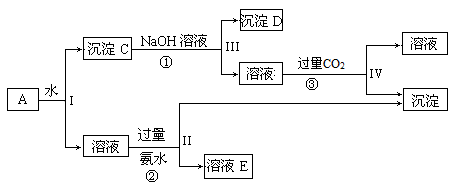 沉淀 D
沉淀 C
NaOH 溶液
①
III
溶液
过量CO₂
③
溶液
IV
沉淀
A
水
I
溶液
过量
氨水
②
II
溶液 E